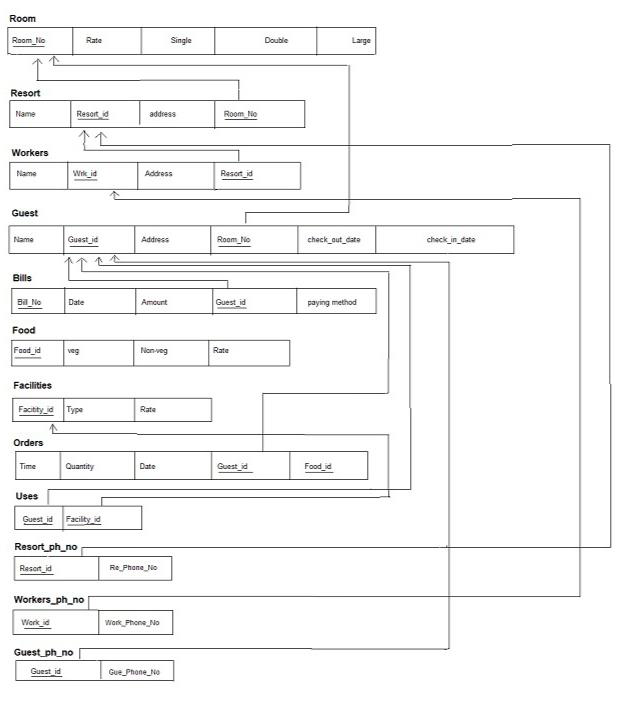 Room
Room_No Rate Single Double Large
Resort
Name Resort_id address Room_No
Workers
Name Wrk_id Address Resort_id
Guest
Name Guest_id Address Room_No check_out_date check_in_date
Bills
Bill_No Date Amount Guest_id paying method
Food
Food_id veg Non-veg Rate
Facilities
Facitity_id Type Rate
Orders
Time Quantity Date Guest_id Food_id
Uses
Guest_id Facility_id
Resort_ph_no
Resort_id Re_Phone_No
Workers_ph_no
Work_id Work_Phone_No
Guest_ph_no
Guest_id Gue_Phone_No